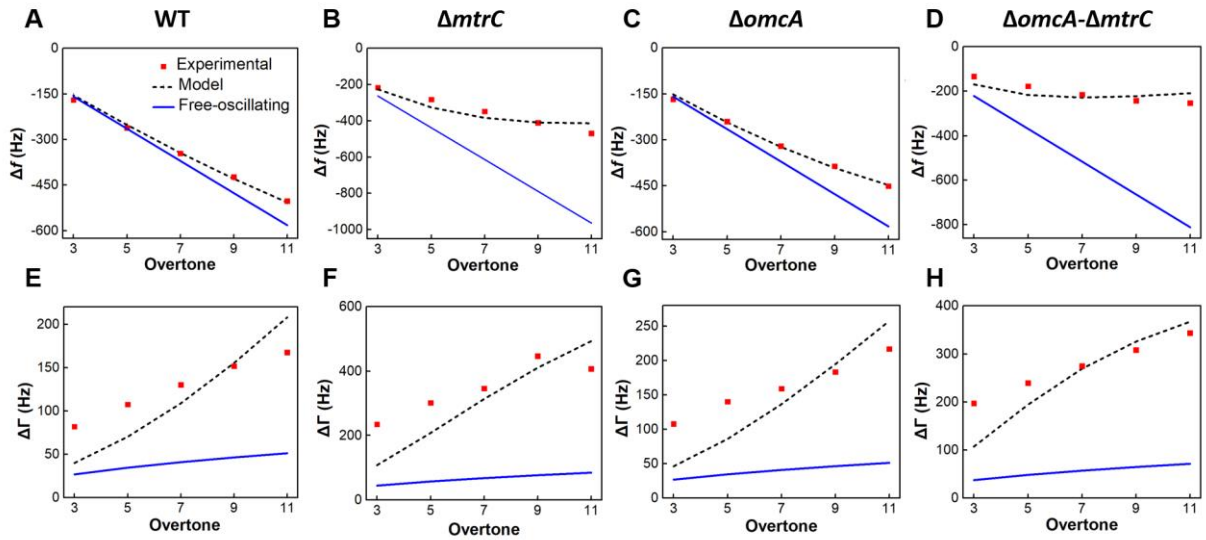 A WT
B ΔmtrC
C ΔomcA
D ΔomcA-ΔmtrC
0
-150
-300
-450
-600
Δf (Hz)
Experimental
Model
Free-oscillating
3 5 7 9 11
Overtone
0
-200
-400
-600
-800
-1000
Δf (Hz)
3 5 7 9 11
Overtone
0
-150
-300
-450
-600
Δf (Hz)
3 5 7 9 11
Overtone
0
-200
-400
-600
-800
Δf (Hz)
3 5 7 9 11
Overtone
E
200
150
100
50
0
ΔΓ (Hz)
3 5 7 9 11
Overtone
F
600
400
200
0
ΔΓ (Hz)
3 5 7 9 11
Overtone
G
250
200
150
100
50
0
ΔΓ (Hz)
3 5 7 9 11
Overtone
H
400
300
200
100
0
ΔΓ (Hz)
3 5 7 9 11
Overtone